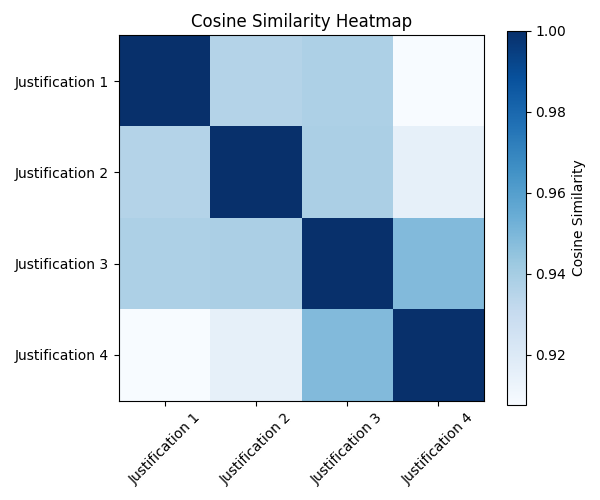 Cosine Similarity Heatmap
Justification 1
Justification 2
Justification 3
Justification 4
Justification 1
Justification 2
Justification 3
Justification 4
1.00
0.98
0.96
0.94
0.92
Cosine Similarity